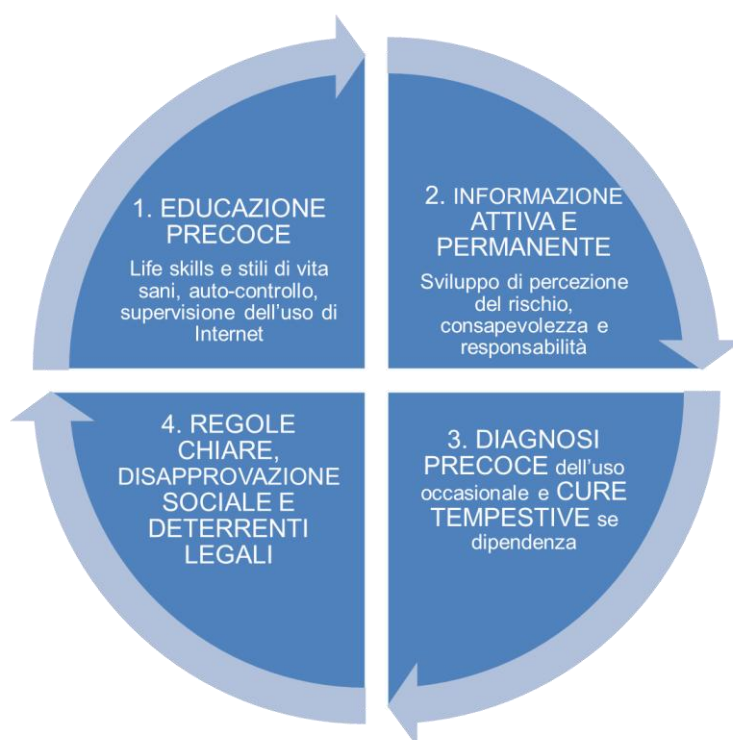 1. EDUCAZIONE
PRECOCE
Life skills e stili di vita
sani, auto-controllo,
supervisione dell'uso di
Internet
2. INFORMAZIONE
ATTIVA E
PERMANENTE
Sviluppo di percezione
del rischio,
consapevolezza e
responsabilità
3. DIAGNOSI
PRECOCE dell'uso
occasionale e CURE
TEMPESTIVE se
dipendenza
4. REGOLE
CHIARE,
DISAPPROVAZIONE
SOCIALE E
DETERRENTI
LEGALI